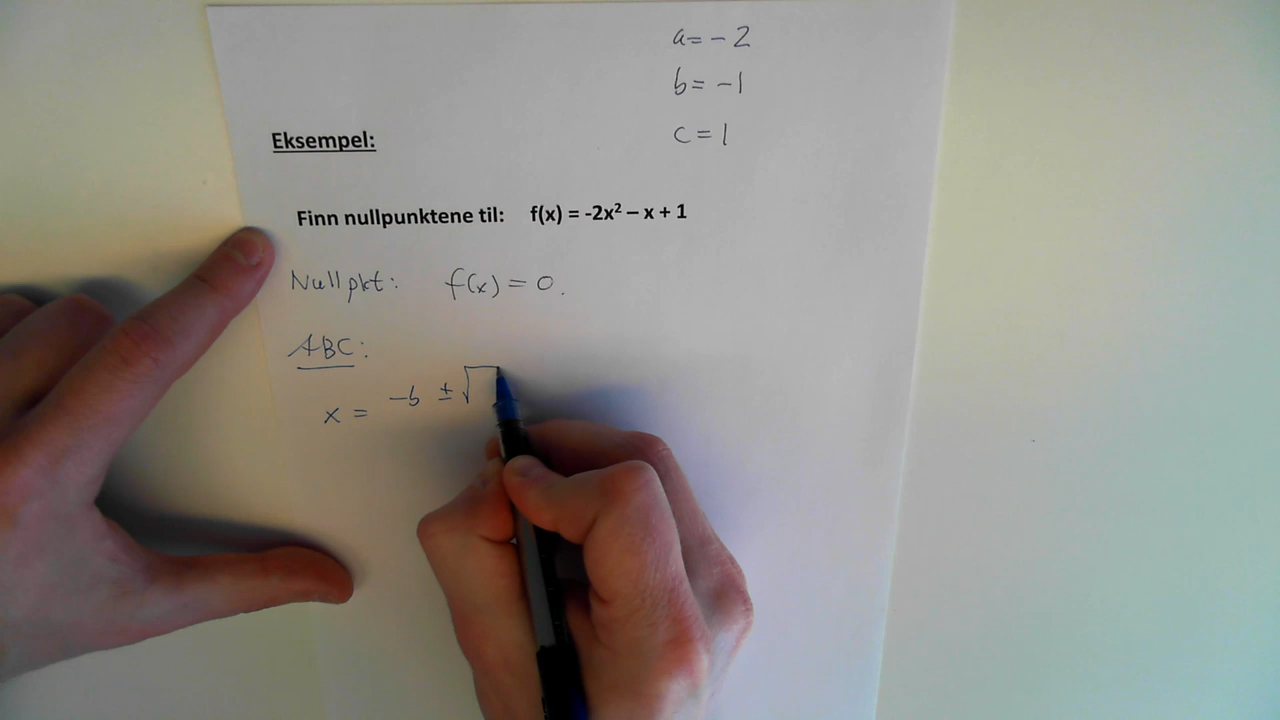 a = -2
b = -1
c = 1
Eksempel:
Finn nullpunktene til: f(x) = -2x² – x + 1
Nullpkt: f(x) = 0.
ABC:
x = -b ± √